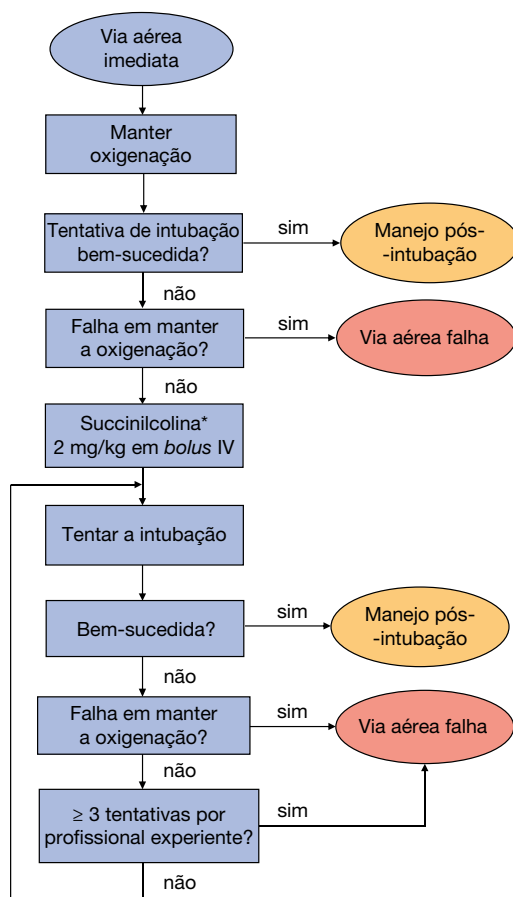 Via aérea
imediata
Manter
oxigenação
Tentativa de intubação
bem-sucedida?
sim
Manejo pós-
-intubação
não
Falha em manter
a oxigenação?
sim
Via aérea falha
não
Succinilcolina*
2 mg/kg em bolus IV
Tentar a intubação
Bem-sucedida?
sim
Manejo pós-
-intubação
não
Falha em manter
a oxigenação?
sim
Via aérea falha
não
≥ 3 tentativas por
profissional experiente?
sim
não